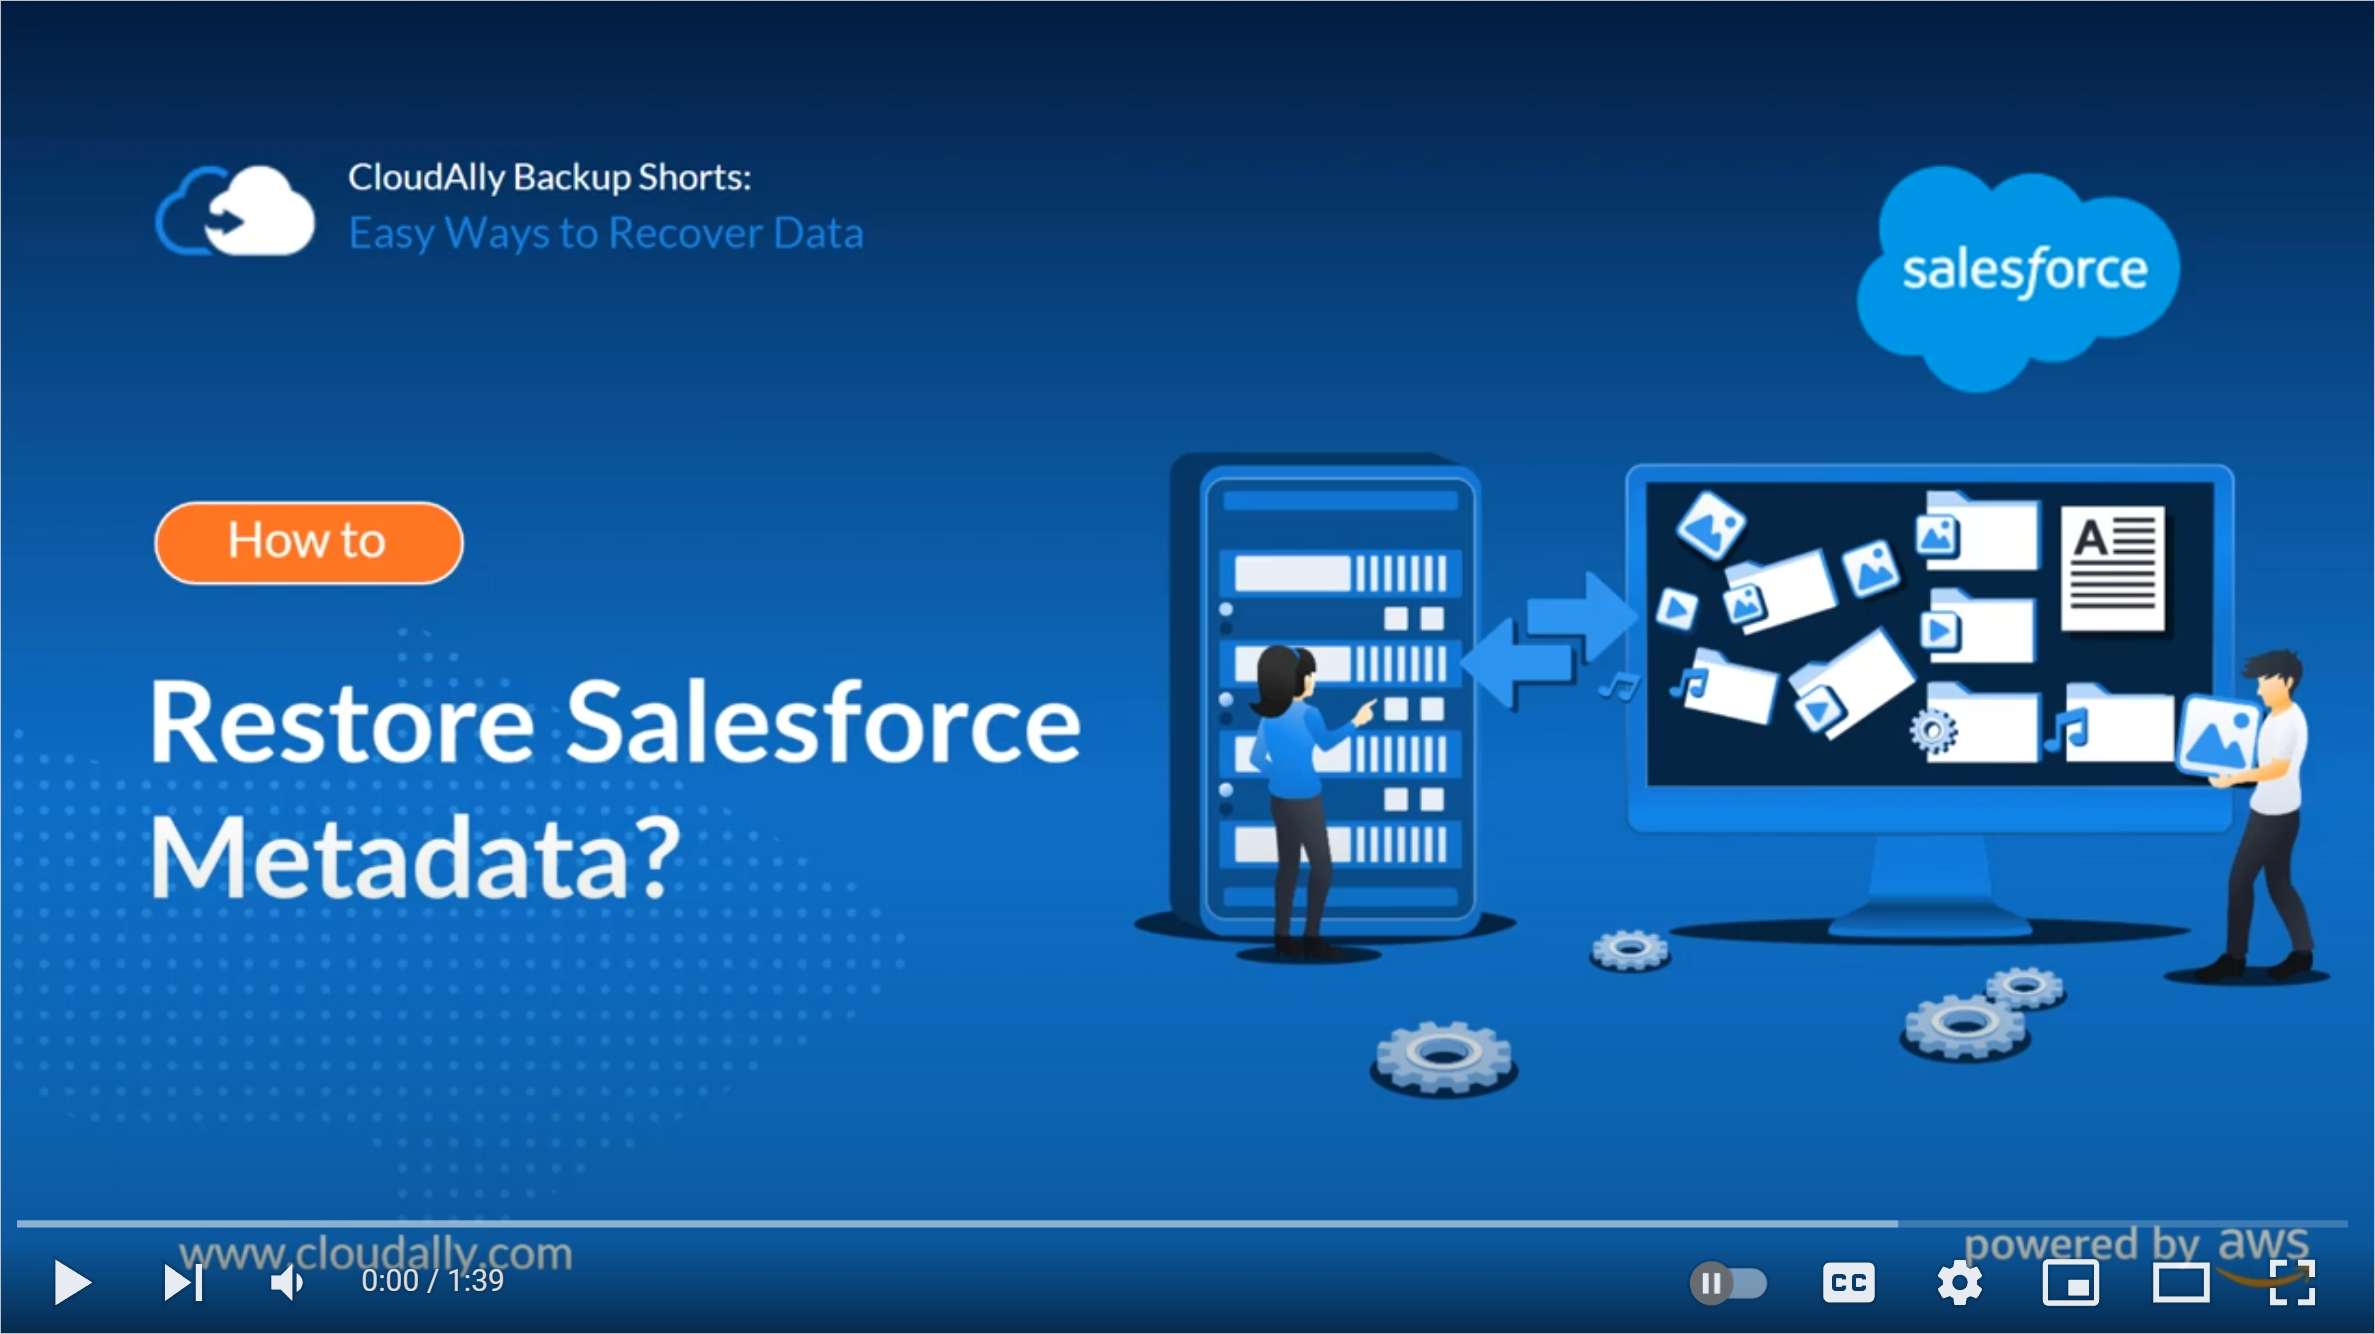 CloudAlly Backup Shorts:
Easy Ways to Recover Data
salesforce
How to
Restore Salesforce
Metadata?
A
www.cloudally.com
powered by aws
0:00 / 1:39
CC